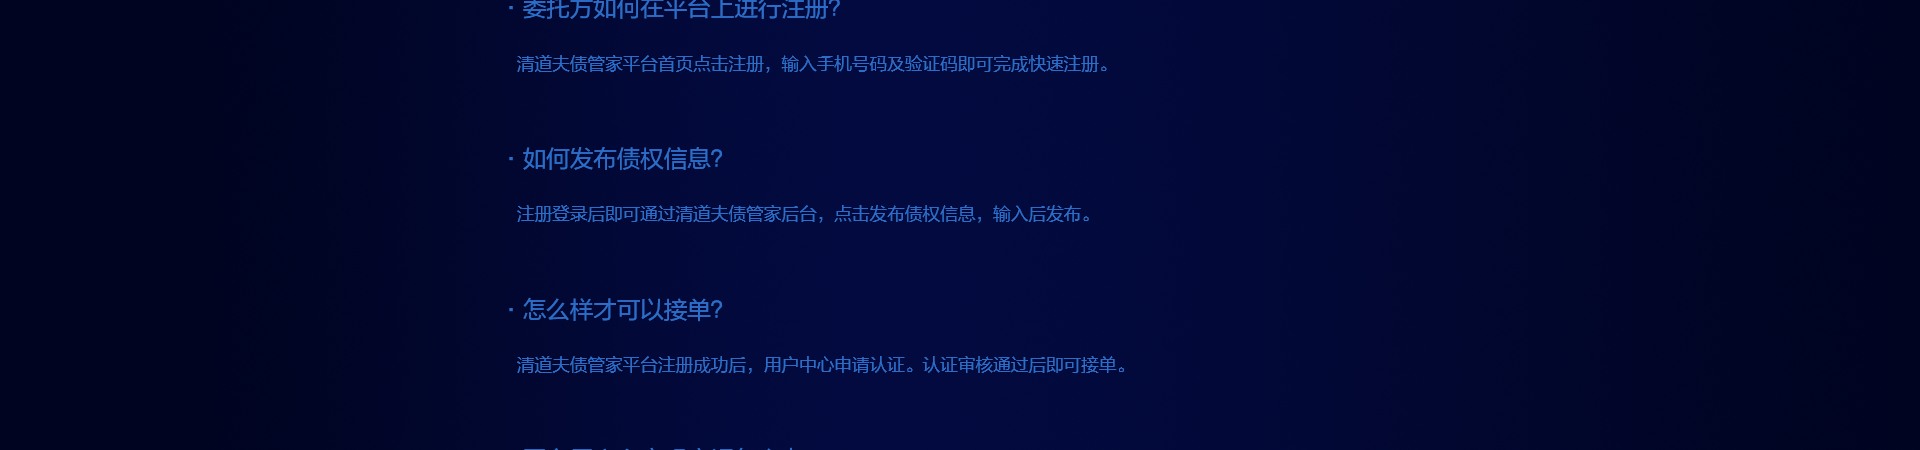 · 委托方如何在平台上进行注册?
清道夫债管家平台首页点击注册，输入手机号码及验证码即可完成快速注册。
· 如何发布债权信息?
注册登录后即可通过清道夫债管家后台，点击发布债权信息，输入后发布。
· 怎么样才可以接单?
清道夫债管家平台注册成功后，用户中心申请认证。认证审核通过后即可接单。